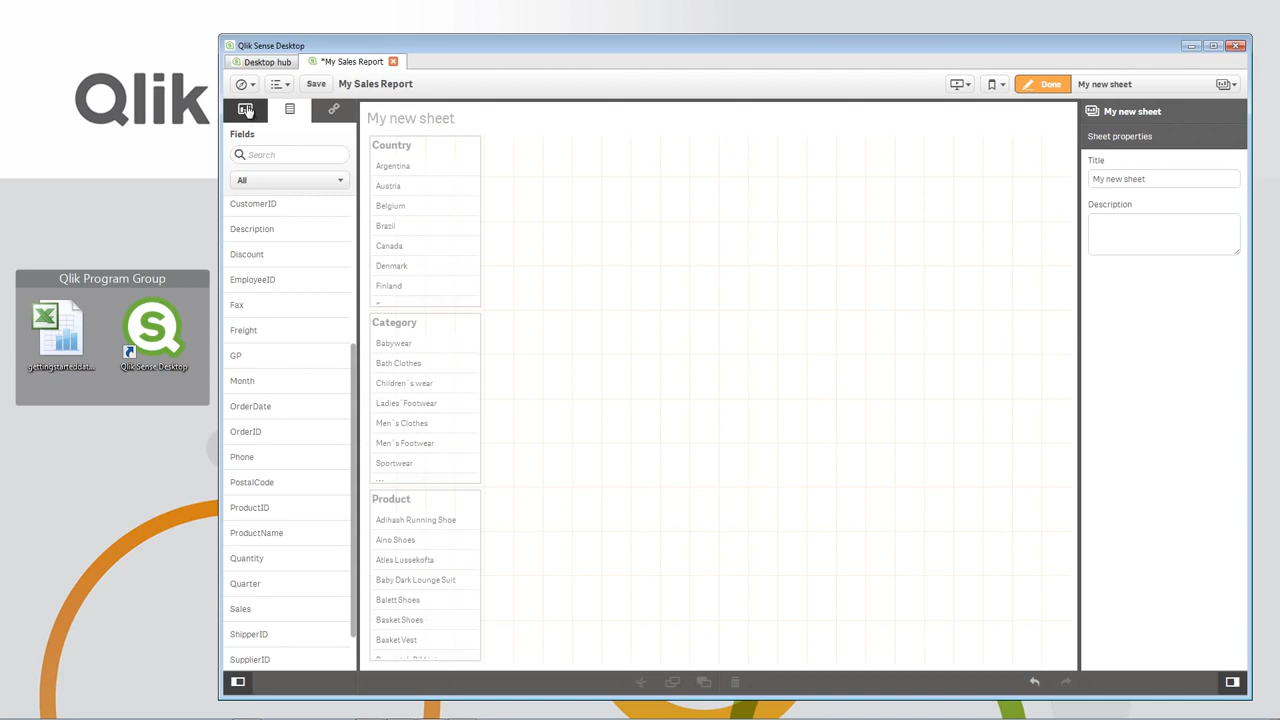 Qlik
Qlik Program Group
gettingstarteddat...
Qlik Sense Desktop
Qlik Sense Desktop
Desktop hub
*My Sales Report
Save
My Sales Report
Done
My new sheet
Fields
Search
All
CustomerID
Description
Discount
EmployeeID
Fax
Freight
GP
Month
OrderDate
OrderID
Phone
PostalCode
ProductID
ProductName
Quantity
Quarter
Sales
ShipperID
SupplierID
My new sheet
Country
Argentina
Austria
Belgium
Brazil
Canada
Denmark
Finland
Category
Babywear
Bath Clothes
Children´s wear
Ladies´Footwear
Men´s Clothes
Men´s Footwear
Sportwear
Product
Adihash Running Shoe
Aino Shoes
Atles Lussekofta
Baby Dark Lounge Suit
Balett Shoes
Basket Shoes
Basket Vest
My new sheet
Sheet properties
Title
My new sheet
Description